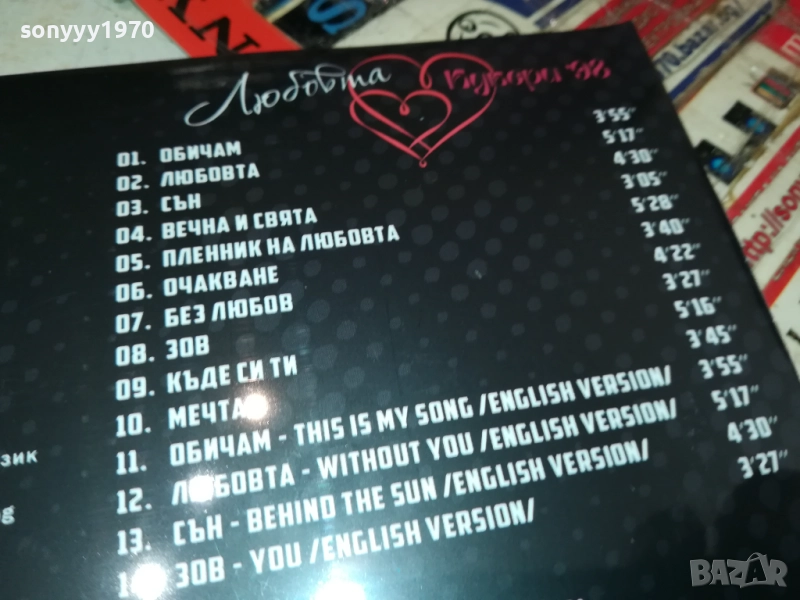 sonyyy1970
Любовта
01. ОБИЧАМ 3'55"
02. ЛЮБОВТА 5'17"
03. СЪН 4'30"
04. ВЕЧНА И СВЯТА 3'05"
05. ПЛЕННИК НА ЛЮБОВТА 5'28"
06. ОЧАКВАНЕ 3'40"
07. БЕЗ ЛЮБОВ 4'22"
08. ЗОВ 3'27"
09. КЪДЕ СИ ТИ 5'16"
10. МЕЧТА 3'45"
11. ОБИЧАМ - THIS IS MY SONG /ENGLISH VERSION/ 3'55"
12. ЛЮБОВТА - WITHOUT YOU /ENGLISH VERSION/ 5'17"
13. СЪН - BEHIND THE SUN /ENGLISH VERSION/ 4'30"
ЗОВ - YOU /ENGLISH VERSION/ 3'27"
зик
http://so
BAZAR